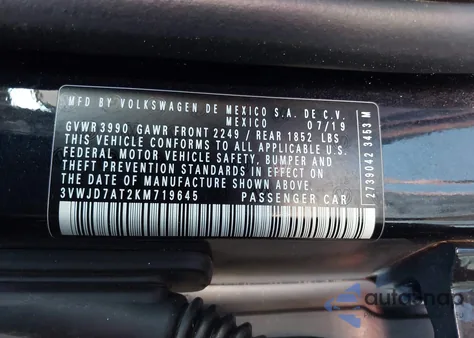 MFD BY VOLKSWAGEN DE MEXICO S.A. DE C.V.
MEXICO 07/19
GVWR 3990 GAWR FRONT 2249 / REAR 1852 LBS
THIS VEHICLE CONFORMS TO ALL APPLICABLE U.S.
FEDERAL MOTOR VEHICLE SAFETY, BUMPER AND
THEFT PREVENTION STANDARDS IN EFFECT ON
THE DATE OF MANUFACTURE SHOWN ABOVE.
3VWJD7AT2KM719645 PASSENGER CAR
2739042 3453 M
autosnap